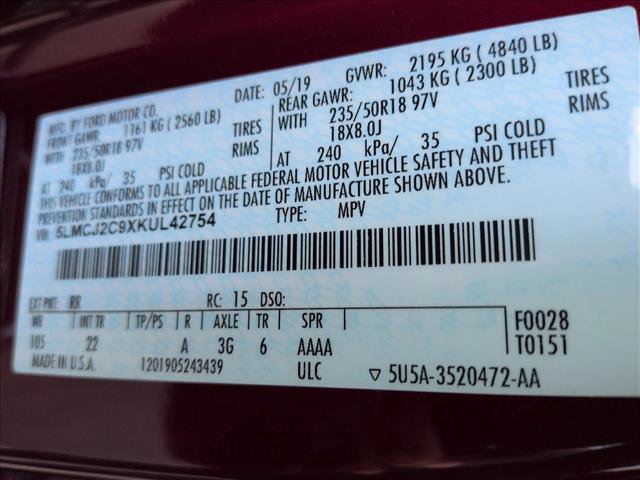 MFD. BY FORD MOTOR CO.
DATE: 05/19 GVWR: 2195 KG ( 4840 LB)
FRONT GAWR: 1161 KG ( 2560 LB)
REAR GAWR: 1043 KG ( 2300 LB)
WITH 235/50R18 97V TIRES
WITH 235/50R18 97V TIRES
18X8.0J RIMS
18X8.0J RIMS
AT 240 kPa/ 35 PSI COLD
AT 240 kPa/ 35 PSI COLD
THIS VEHICLE CONFORMS TO ALL APPLICABLE FEDERAL MOTOR VEHICLE SAFETY AND THEFT
PREVENTION STANDARDS IN EFFECT ON THE DATE OF MANUFACTURE SHOWN ABOVE.
VIN: 5LMCJ2C9XKUL42754 TYPE: MPV
EXT PNT: RR RC: 15 DSO:
WB INT TR TP/PS R AXLE TR SPR
105 22 A 3G 6 AAAA
F0028
T0151
MADE IN U.S.A. 1201905243439 ULC ▽ 5U5A-3520472-AA